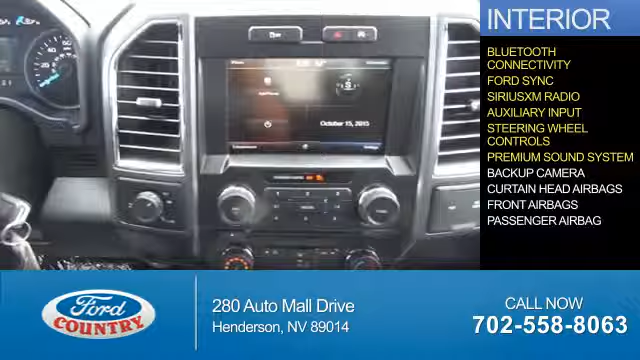 INTERIOR
BLUETOOTH
CONNECTIVITY
FORD SYNC
SIRIUSXM RADIO
AUXILIARY INPUT
STEERING WHEEL
CONTROLS
PREMIUM SOUND SYSTEM
BACKUP CAMERA
CURTAIN HEAD AIRBAGS
FRONT AIRBAGS
PASSENGER AIRBAG
October 15, 2015
Ford
COUNTRY
280 Auto Mall Drive
Henderson, NV 89014
CALL NOW
702-558-8063